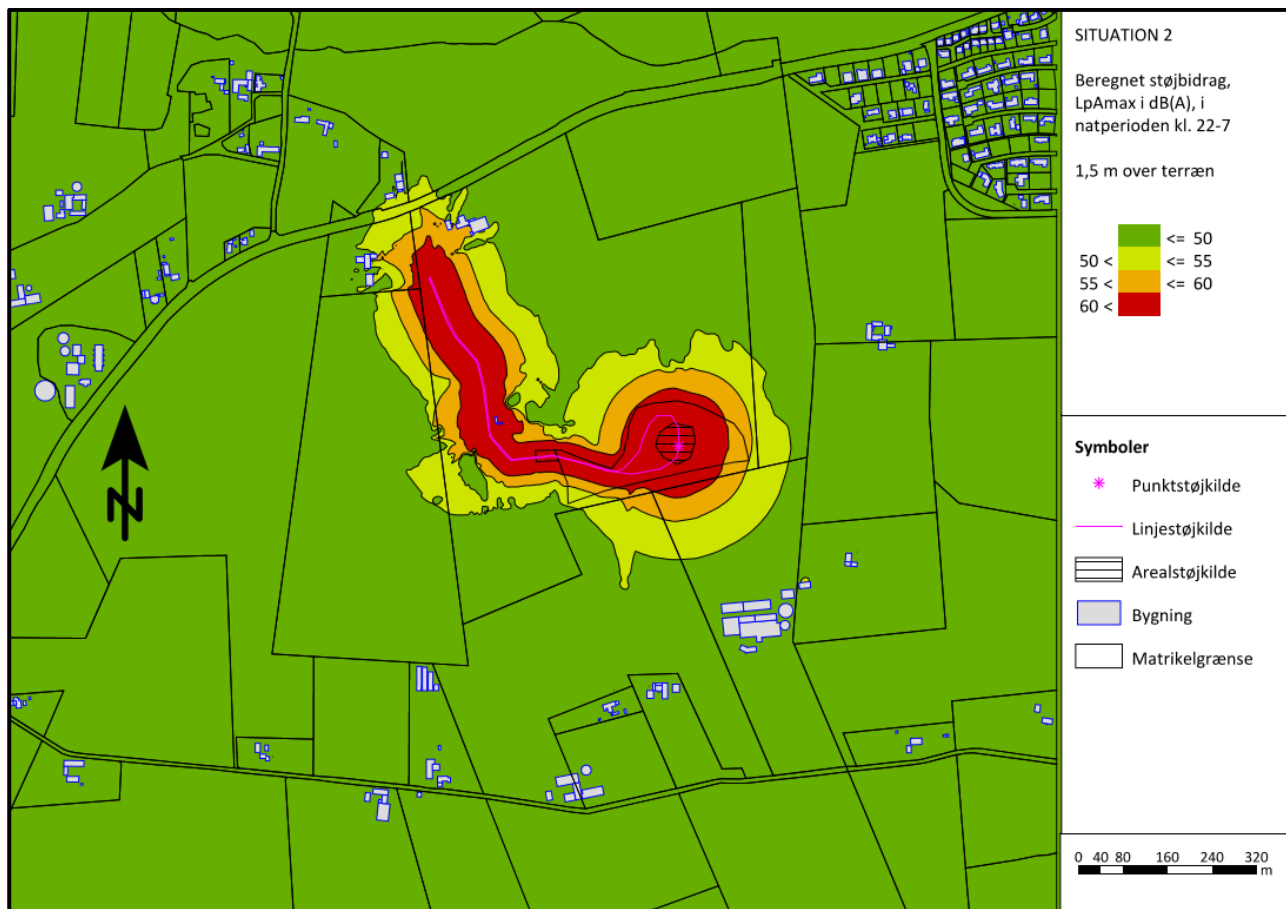 SITUATION 2
Beregnet støjbidrag,
LpAmax i dB(A), i
natperioden kl. 22-7
1,5 m over terræn
<= 50
50 < <= 55
55 < <= 60
60 <
N
Symboler
Punktstøjkilde
Linjestøjkilde
Arealstøjkilde
Bygning
Matrikelgrænse
0 40 80 160 240 320
m